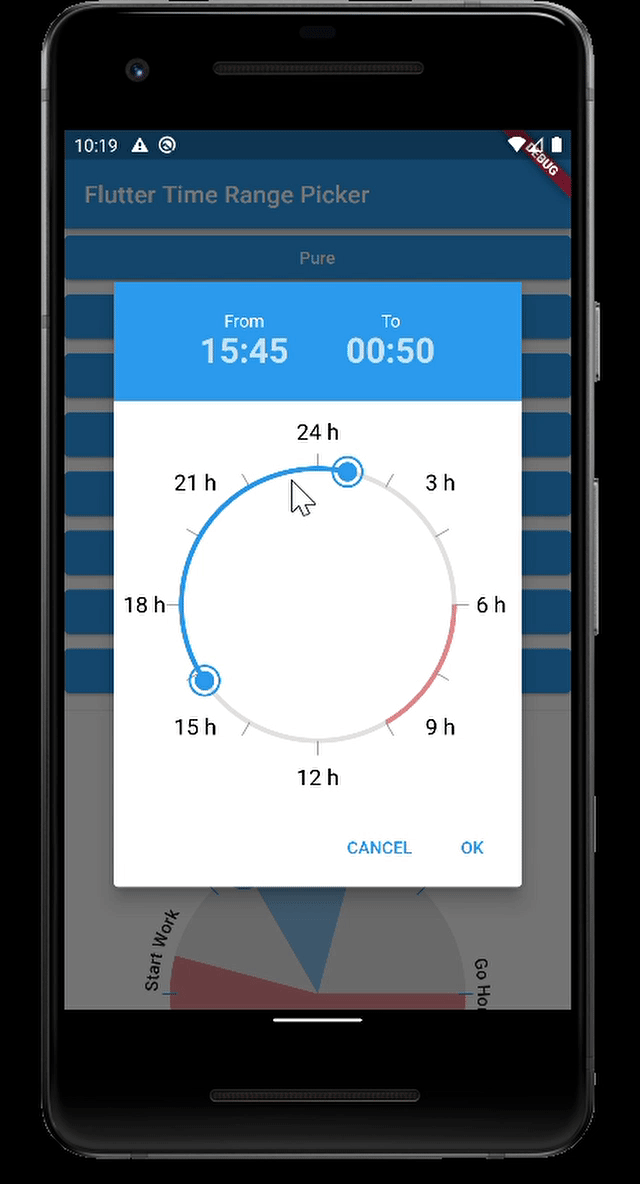 10:19
DEBUG
Flutter Time Range Picker
Pure
From To
15:45 00:50
24 h
21 h 3 h
18 h 6 h
15 h 9 h
12 h
CANCEL OK
Start Work
Go